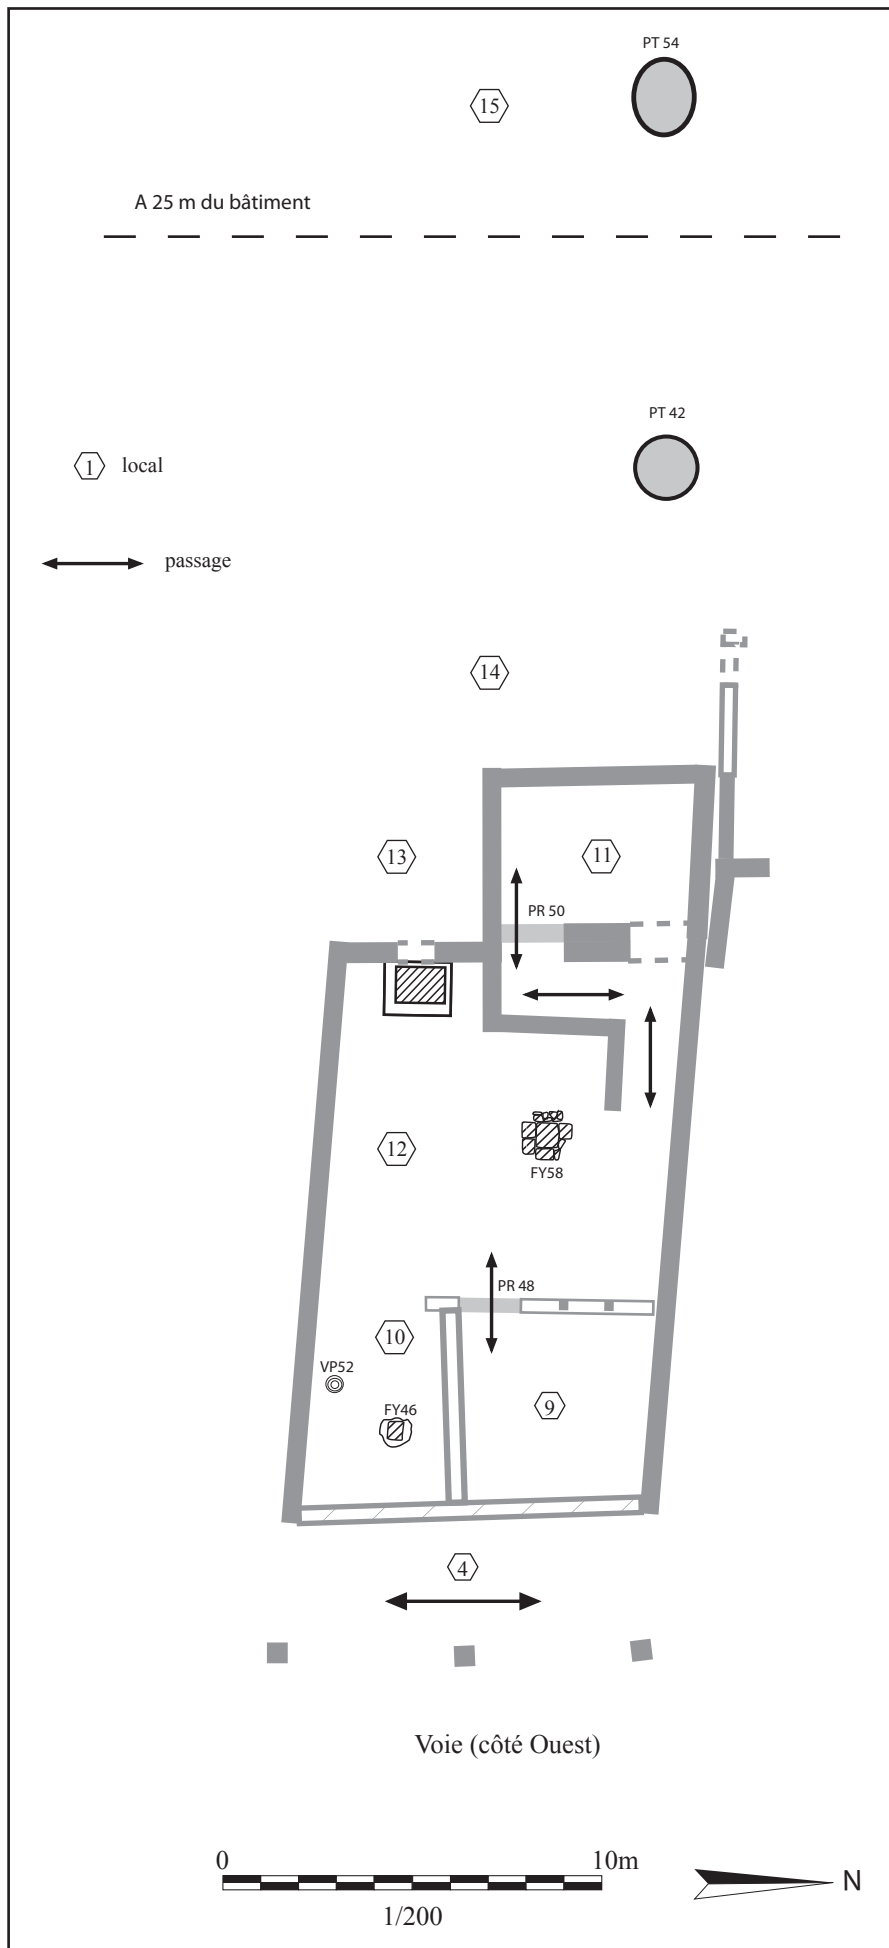 PT 54
15
A 25 m du bâtiment
PT 42
1 local
passage
14
13
11
PR 50
12
FY58
PR 48
10
VP52
FY46
9
4
Voie (côté Ouest)
0 10m
N
1/200